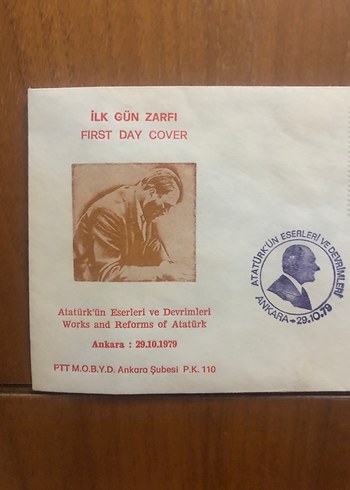 İLK GÜN ZARFI
FIRST DAY COVER
Atatürk'ün Eserleri ve Devrimleri
Works and Reforms of Atatürk
Ankara : 29.10.1979
PTT M.O.B.Y.D. Ankara Şubesi P.K. 110
ATATÜRK'ÜN ESERLERİ VE DEVRİMLERİ
ANKARA - 29.10.79